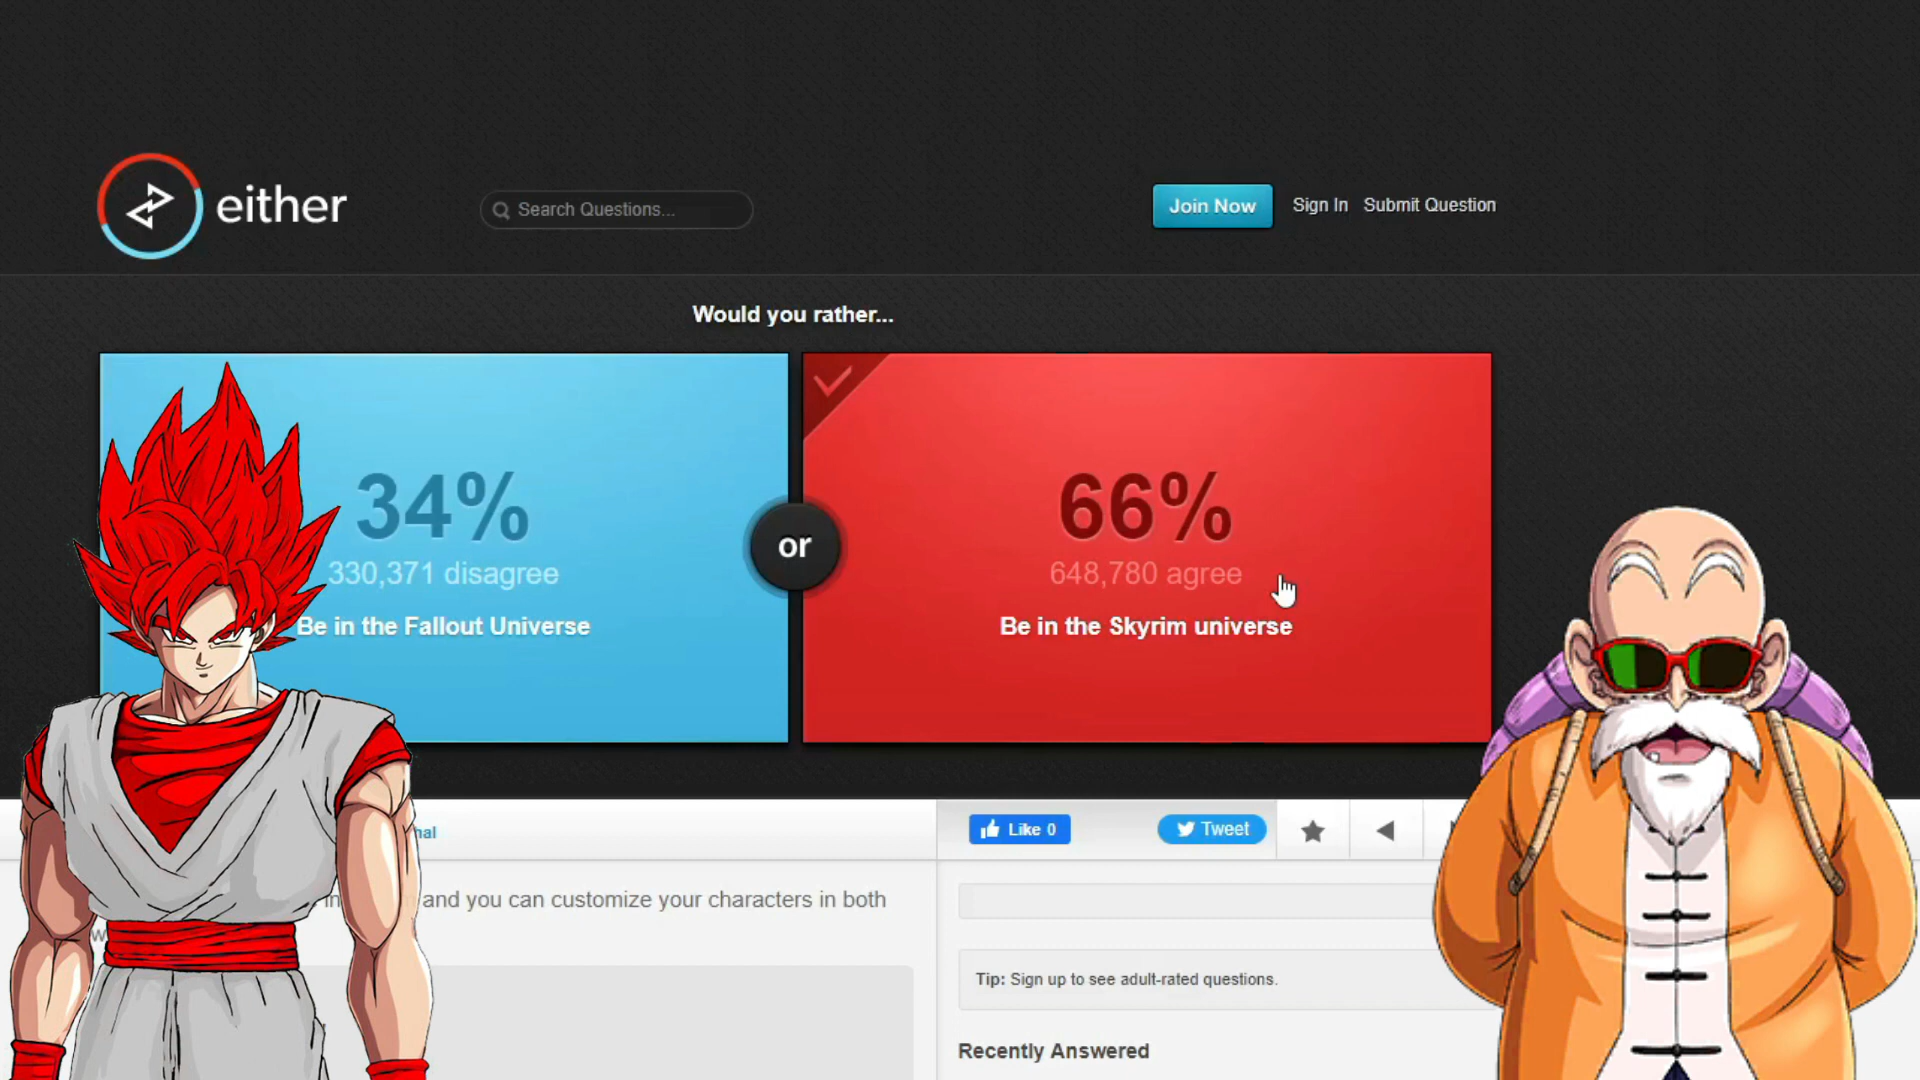 either
Search Questions...
Join Now
Sign In
Submit Question
Would you rather...
34%
330,371 disagree
Be in the Fallout Universe
or
66%
648,780 agree
Be in the Skyrim universe
Like 0
Tweet
and you can customize your characters in both
Tip: Sign up to see adult-rated questions.
Recently Answered